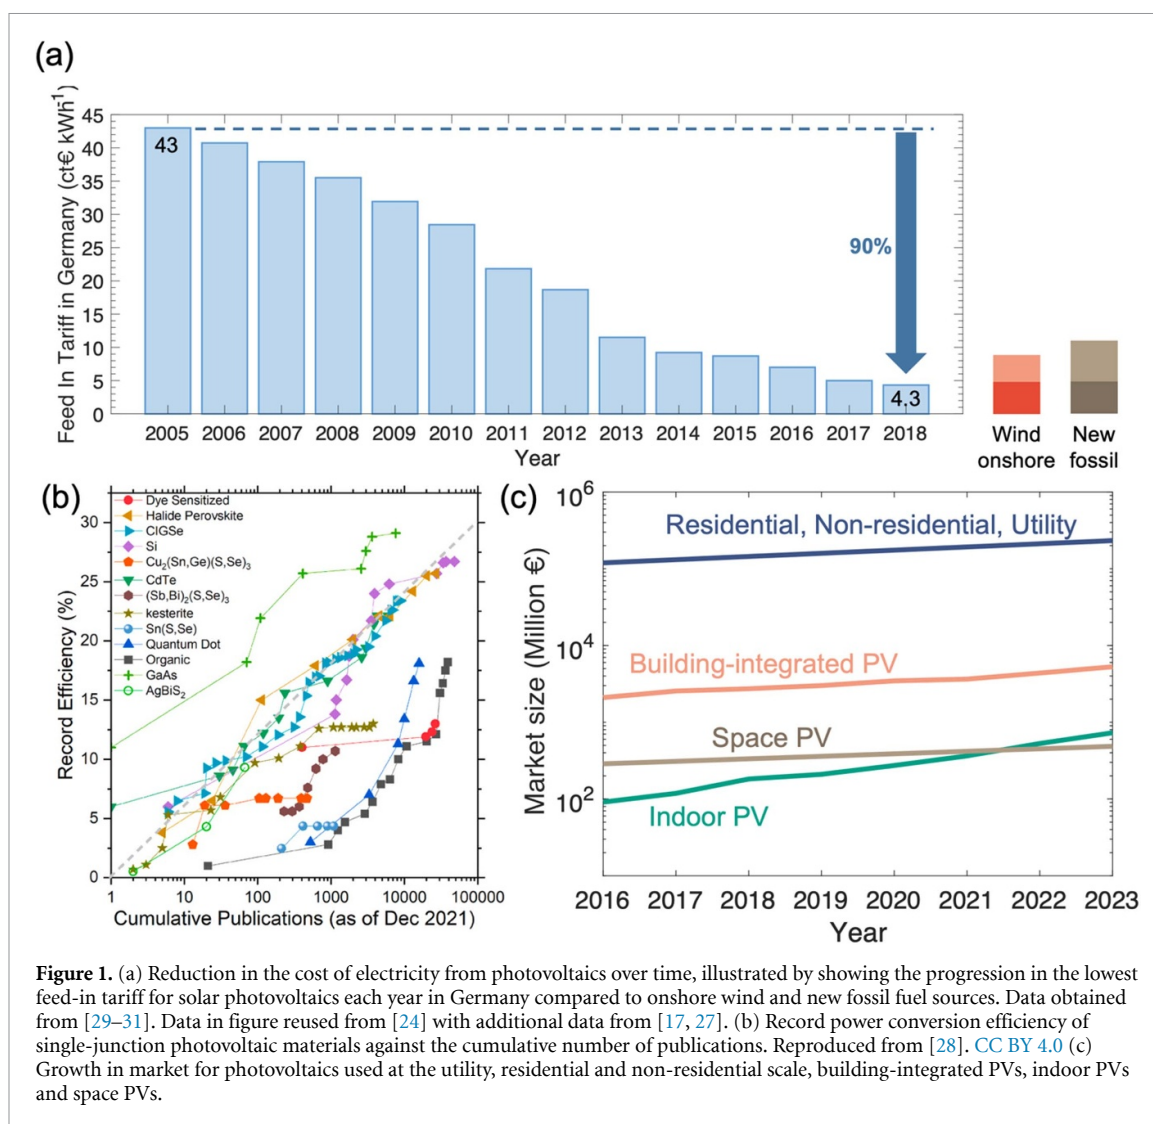 (a)
Feed In Tariff in Germany (ct€ kWh⁻¹)
45
40
35
30
25
20
15
10
5
0
43
90%
4.3
2005 2006 2007 2008 2009 2010 2011 2012 2013 2014 2015 2016 2017 2018
Year
Wind
onshore
New
fossil
(b)
Record Efficiency (%)
30
25
20
15
10
5
0
Dye Sensitized
Halide Perovskite
CIGSe
Si
Cu₂(Sn,Ge)(S,Se)₃
CdTe
(Sb,Bi)₂(S,Se)₃
kesterite
Sn(S,Se)
Quantum Dot
Organic
GaAs
AgBiS₂
1 10 100 1000 10000 100000
Cumulative Publications (as of Dec 2021)
(c)
Market size (Million €)
10⁶
10⁴
10²
Residential, Non-residential, Utility
Building-integrated PV
Space PV
Indoor PV
2016 2017 2018 2019 2020 2021 2022 2023
Year
Figure 1. (a) Reduction in the cost of electricity from photovoltaics over time, illustrated by showing the progression in the lowest
feed-in tariff for solar photovoltaics each year in Germany compared to onshore wind and new fossil fuel sources. Data obtained
from [29–31]. Data in figure reused from [24] with additional data from [17, 27]. (b) Record power conversion efficiency of
single-junction photovoltaic materials against the cumulative number of publications. Reproduced from [28]. CC BY 4.0 (c)
Growth in market for photovoltaics used at the utility, residential and non-residential scale, building-integrated PVs, indoor PVs
and space PVs.